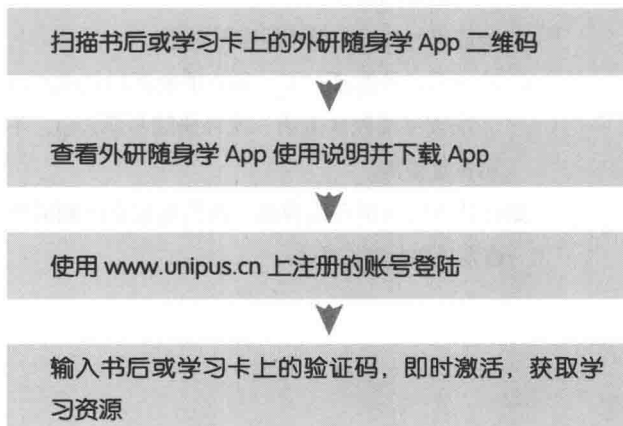 扫描书后或学习卡上的外研随身学 App 二维码
查看外研随身学 App 使用说明并下载 App
使用 www.unipus.cn 上注册的账号登陆
输入书后或学习卡上的验证码，即时激活，获取学
习资源